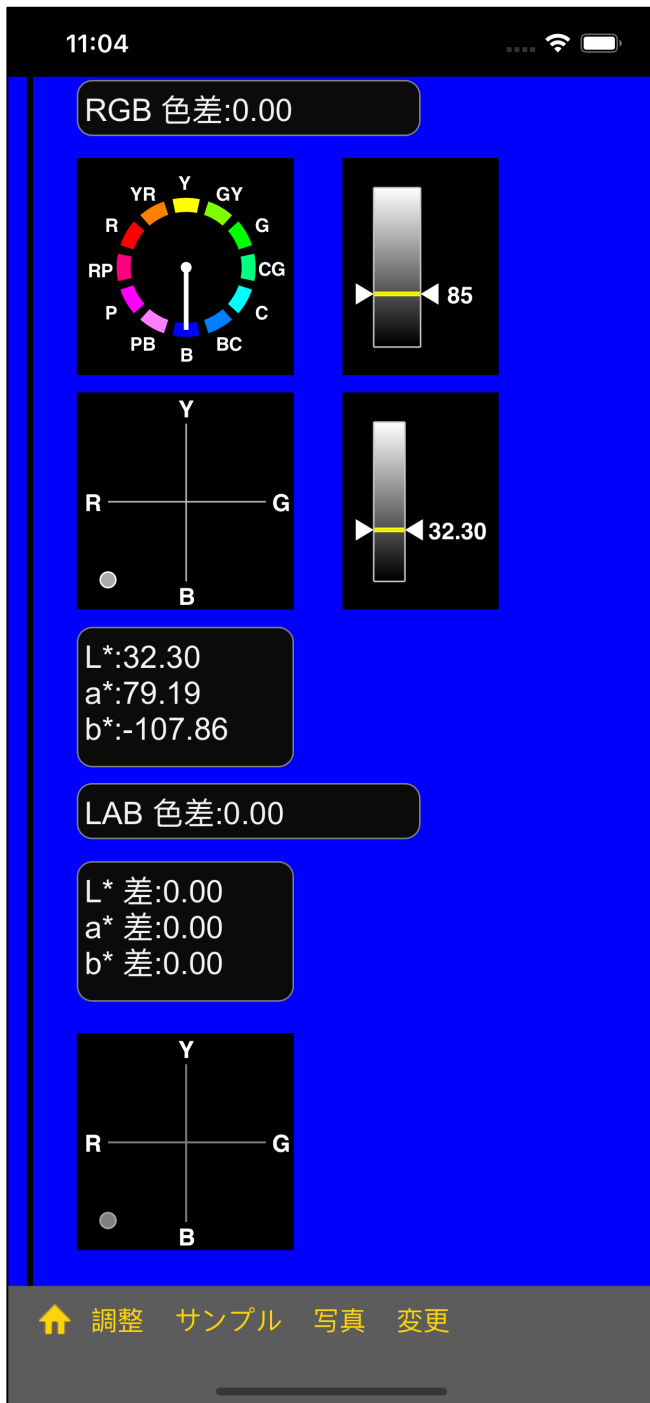 11:04
RGB 色差:0.00
Y
YR
GY
R
G
RP
CG
P
C
PB
BC
B
85
Y
R
G
B
32.30
L*:32.30
a*:79.19
b*:-107.86
LAB 色差:0.00
L* 差:0.00
a* 差:0.00
b* 差:0.00
Y
R
G
B
調整 サンプル 写真 変更